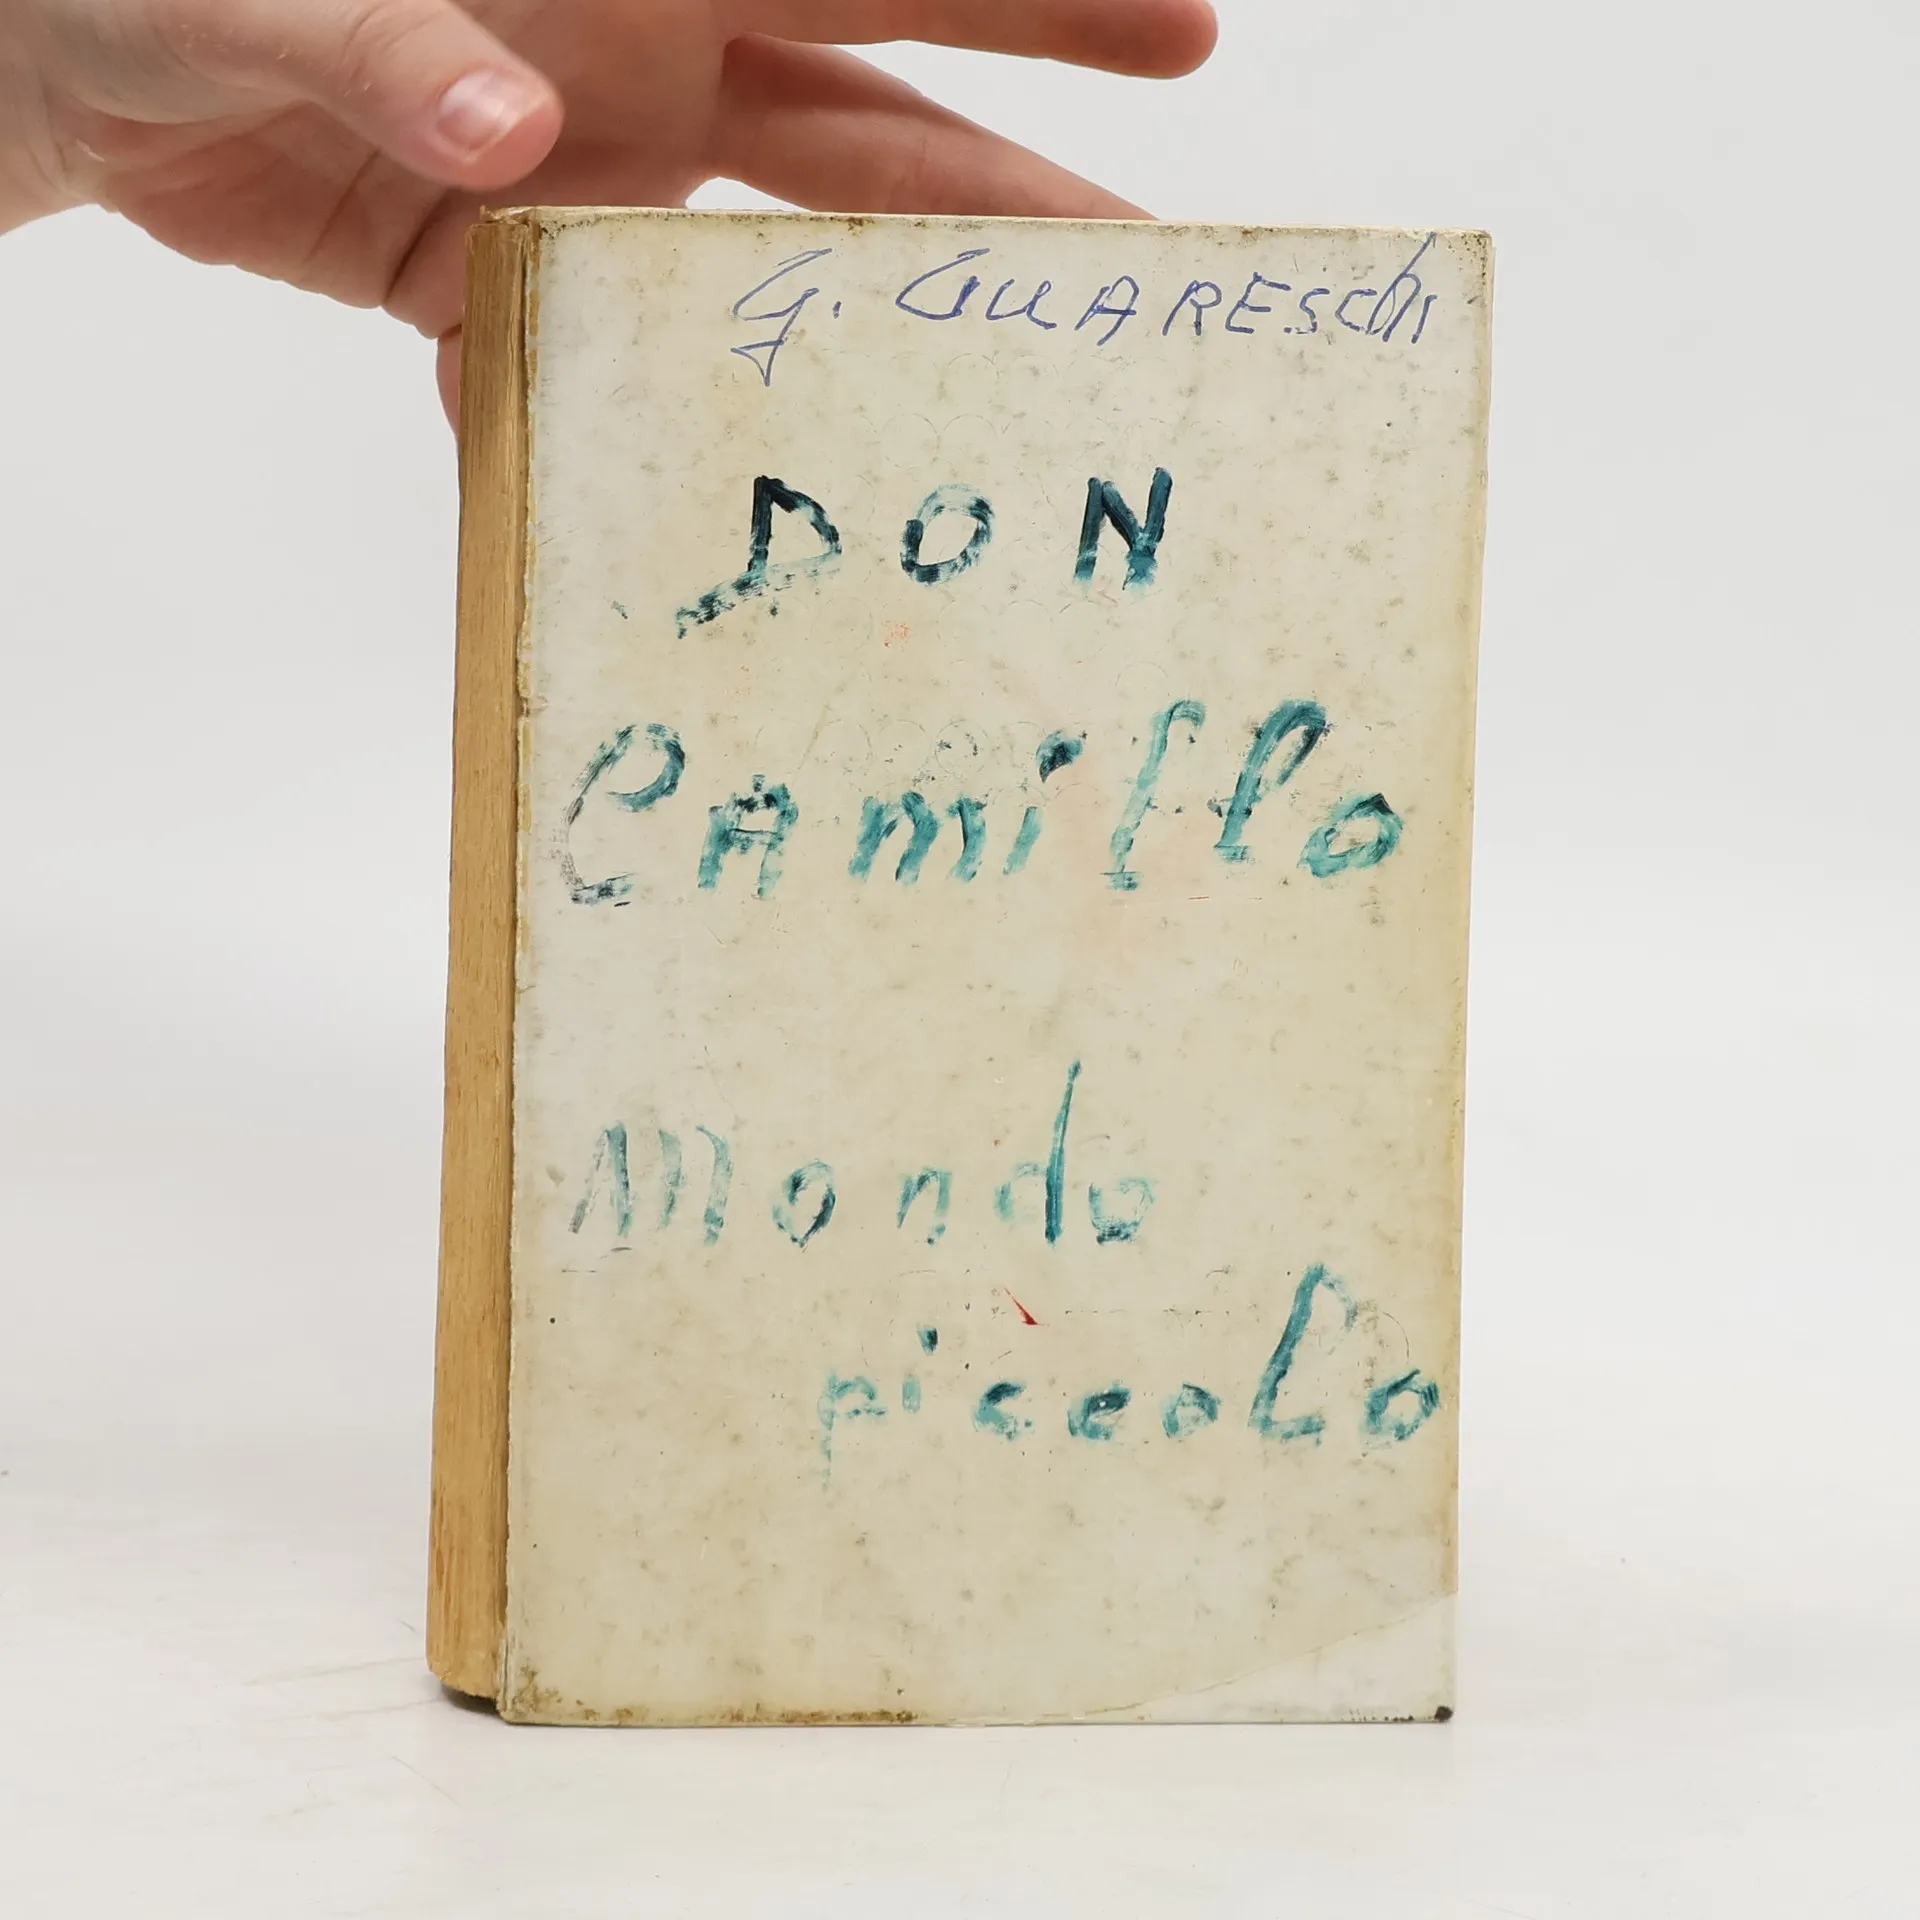 G. GUARESCHi
DON
CAmillo
Mondo
piccolo